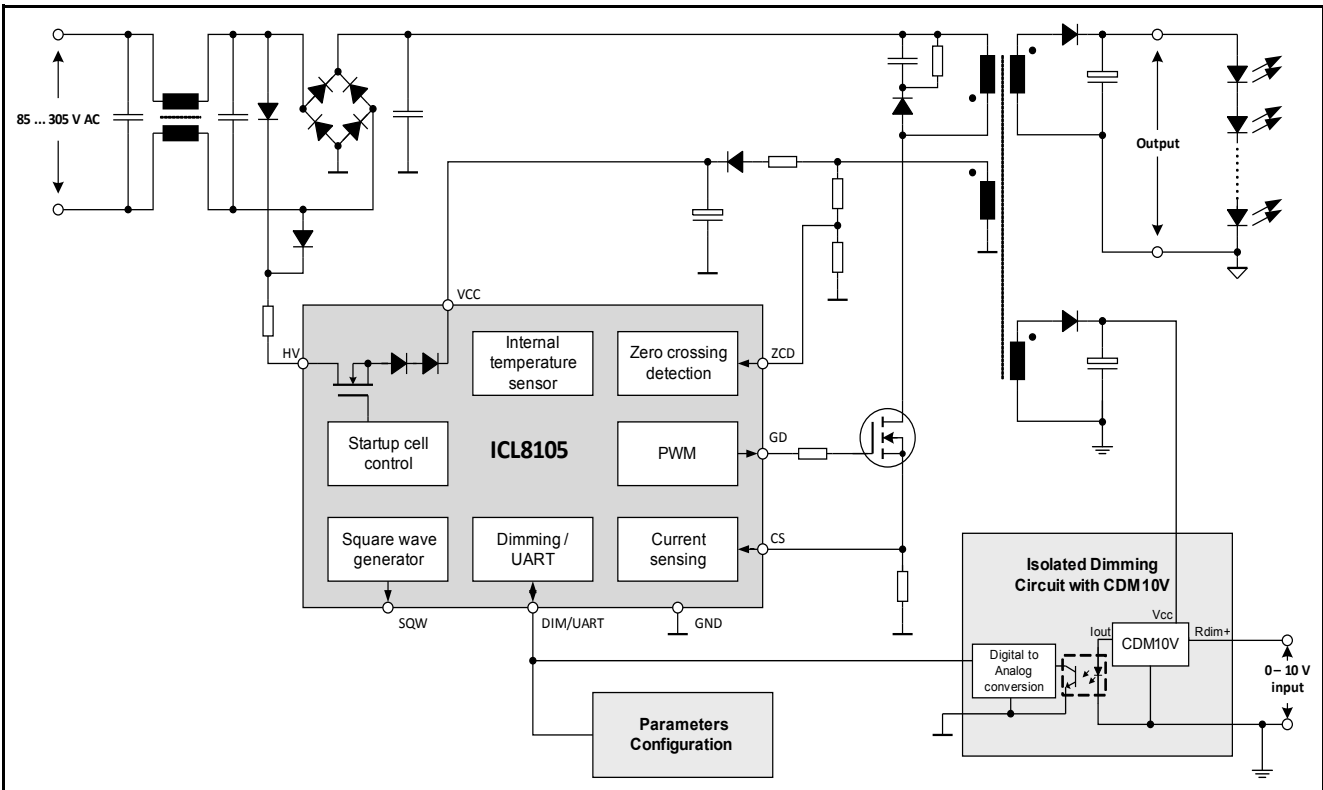 85 ... 305 V AC
Output
VCC
HV
Internal
temperature
sensor
Zero crossing
detection
ZCD
Startup cell
control
ICL8105
PWM
GD
Square wave
generator
Dimming /
UART
Current
sensing
CS
SQW
DIM/UART
GND
Isolated Dimming
Circuit with CDM10V
Vcc
Iout
CDM10V
Rdim+
Digital to
Analog
conversion
0 – 10 V
input
Parameters
Configuration